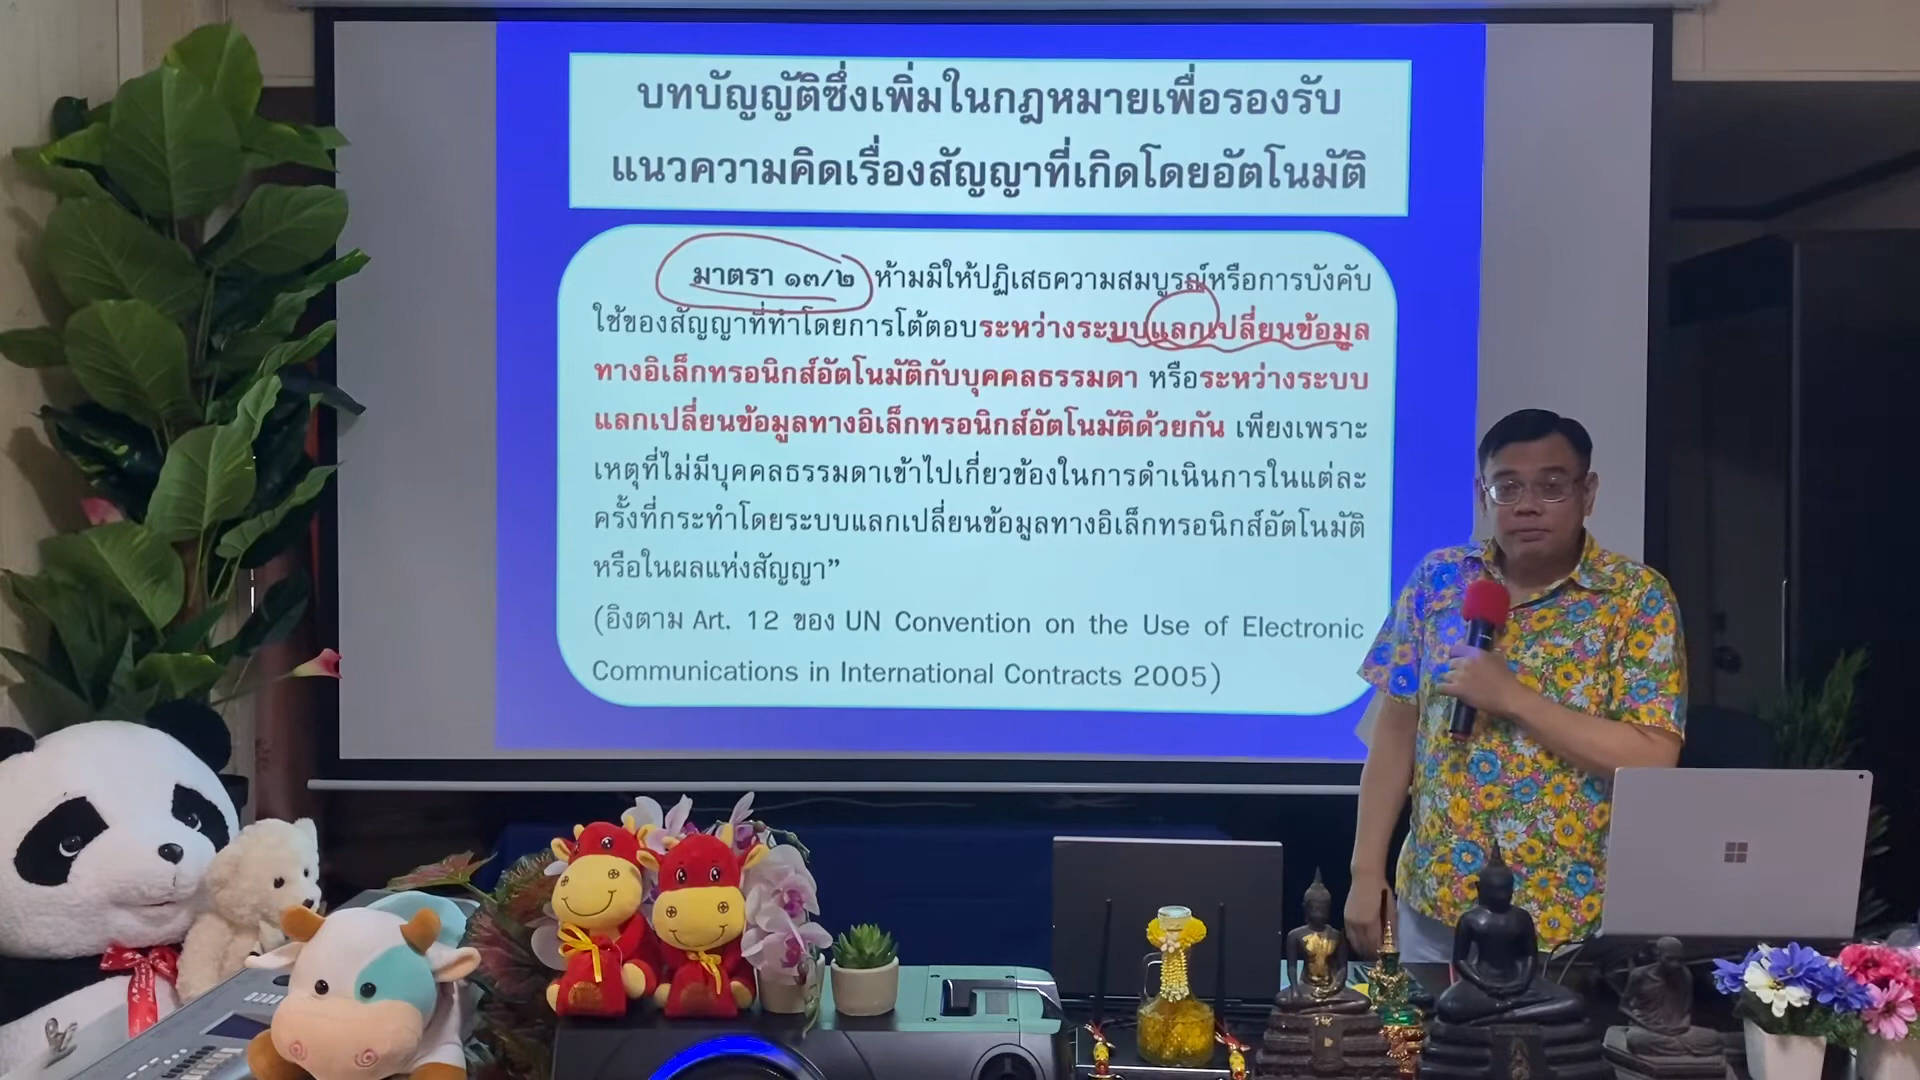 บทบัญญัติซึ่งเพิ่มในกฎหมายเพื่อรองรับ
แนวความคิดเรื่องสัญญาที่เกิดโดยอัตโนมัติ
มาตรา ๑๓/๒ ห้ามมิให้ปฏิเสธความสมบูรณ์หรือการบังคับ
ใช้ของสัญญาที่ทำโดยการโต้ตอบระหว่างระบบแลกเปลี่ยนข้อมูล
ทางอิเล็กทรอนิกส์อัตโนมัติกับบุคคลธรรมดา หรือระหว่างระบบ
แลกเปลี่ยนข้อมูลทางอิเล็กทรอนิกส์อัตโนมัติด้วยกัน เพียงเพราะ
เหตุที่ไม่มีบุคคลธรรมดาเข้าไปเกี่ยวข้องในการดำเนินการในแต่ละ
ครั้งที่กระทำโดยระบบแลกเปลี่ยนข้อมูลทางอิเล็กทรอนิกส์อัตโนมัติ
หรือในผลแห่งสัญญา”
(อิงตาม Art. 12 ของ UN Convention on the Use of Electronic
Communications in International Contracts 2005)